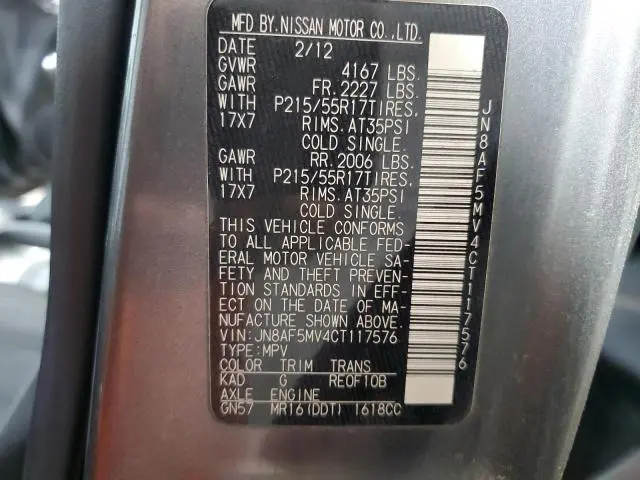 MFD BY.NISSAN MOTOR CO.,LTD.
DATE 2/12
GVWR 4167 LBS.
GAWR FR.2227 LBS.
WITH P215/55R17TIRES,
17X7 RIMS.AT35PSI
COLD SINGLE.
GAWR RR.2006 LBS.
WITH P215/55R17TIRES,
17X7 RIMS.AT35PSI
COLD SINGLE.
THIS VEHICLE CONFORMS
TO ALL APPLICABLE FED-
ERAL MOTOR VEHICLE SA-
FETY AND THEFT PREVEN-
TION STANDARDS IN EFF-
ECT ON THE DATE OF MA-
NUFACTURE SHOWN ABOVE.
VIN:JN8AF5MV4CT117576
TYPE:MPV
COLOR TRIM TRANS
KAD G RE0F10B
AXLE ENGINE
GN57 MR16(DDT) 1618CC
JN8AF5MV4CT117576